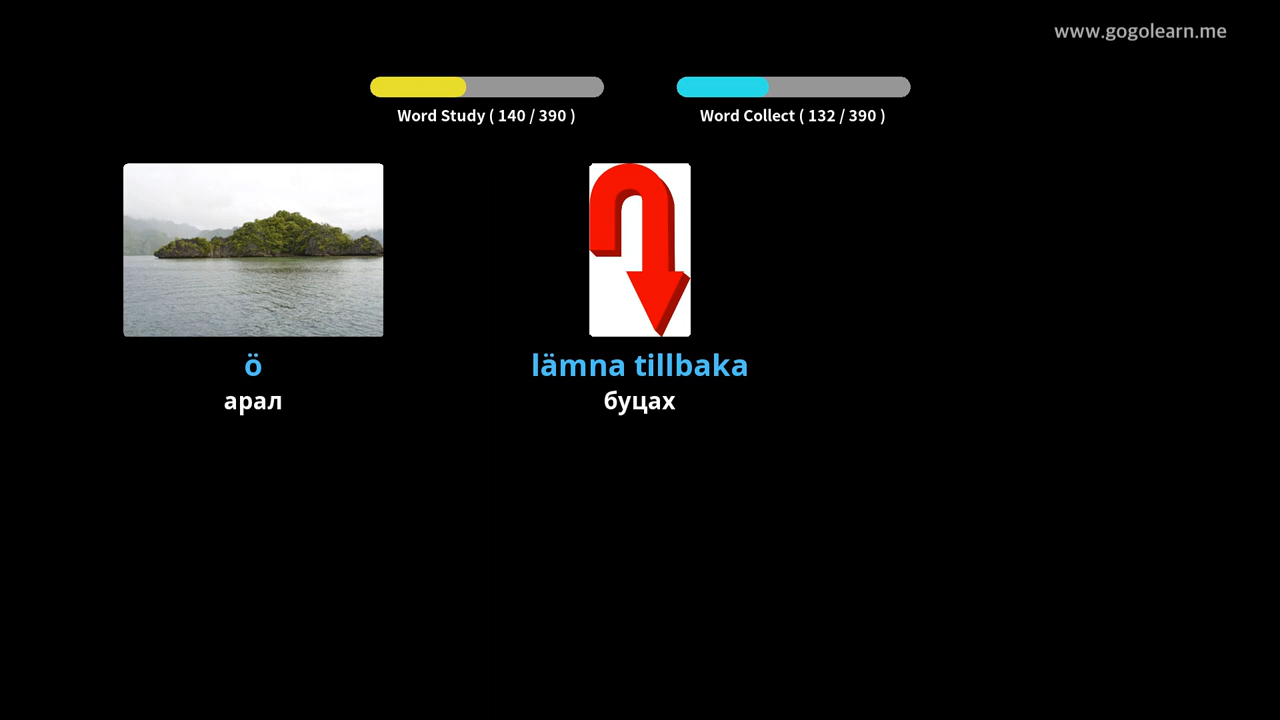 www.gogolearn.me
Word Study ( 140 / 390 )
Word Collect ( 132 / 390 )
ö
арал
lämna tillbaka
буцах